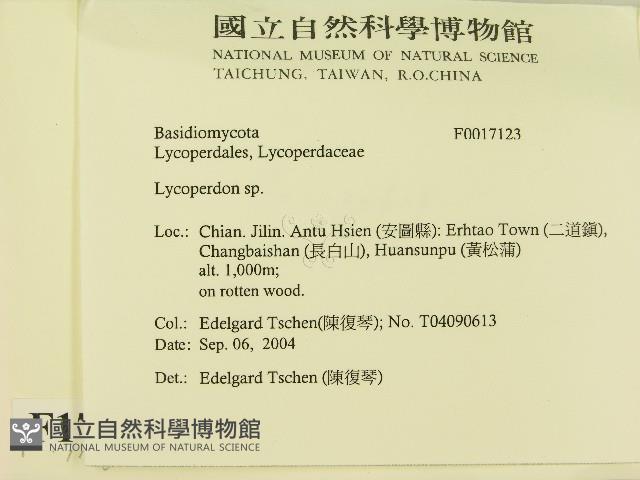 國立自然科學博物館
NATIONAL MUSEUM OF NATURAL SCIENCE
TAICHUNG, TAIWAN, R.O.CHINA
Basidiomycota F0017123
Lycoperdales, Lycoperdaceae
Lycoperdon sp.
Loc.: Chian. Jilin. Antu Hsien (安圖縣): Erhtao Town (二道鎭),
Changbaishan (長白山), Huansunpu (黃松蒲)
alt. 1,000m;
on rotten wood.
Col.: Edelgard Tschen(陳復琴); No. T04090613
Date: Sep. 06, 2004
Det.: Edelgard Tschen (陳復琴)
國立自然科學博物館
NATIONAL MUSEUM OF NATURAL SCIENCE